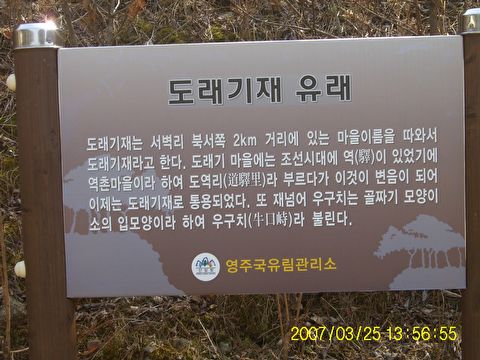 도래기재 유래
도래기재는 서벽리 북서쪽 2km 거리에 있는 마을이름을 따와서
도래기재라고 한다. 도래기 마을에는 조선시대에 역(驛)이 있었기에
역촌마을이라 하여 도역리(道驛里)라 부르다가 이것이 변음이 되어
이제는 도래기재로 통용되었다. 또 재넘어 우구치는 골짜기 모양이
소의 입모양이라 하여 우구치(牛口峙)라 불린다.
영주국유림관리소
2007/03/25 13:56:55